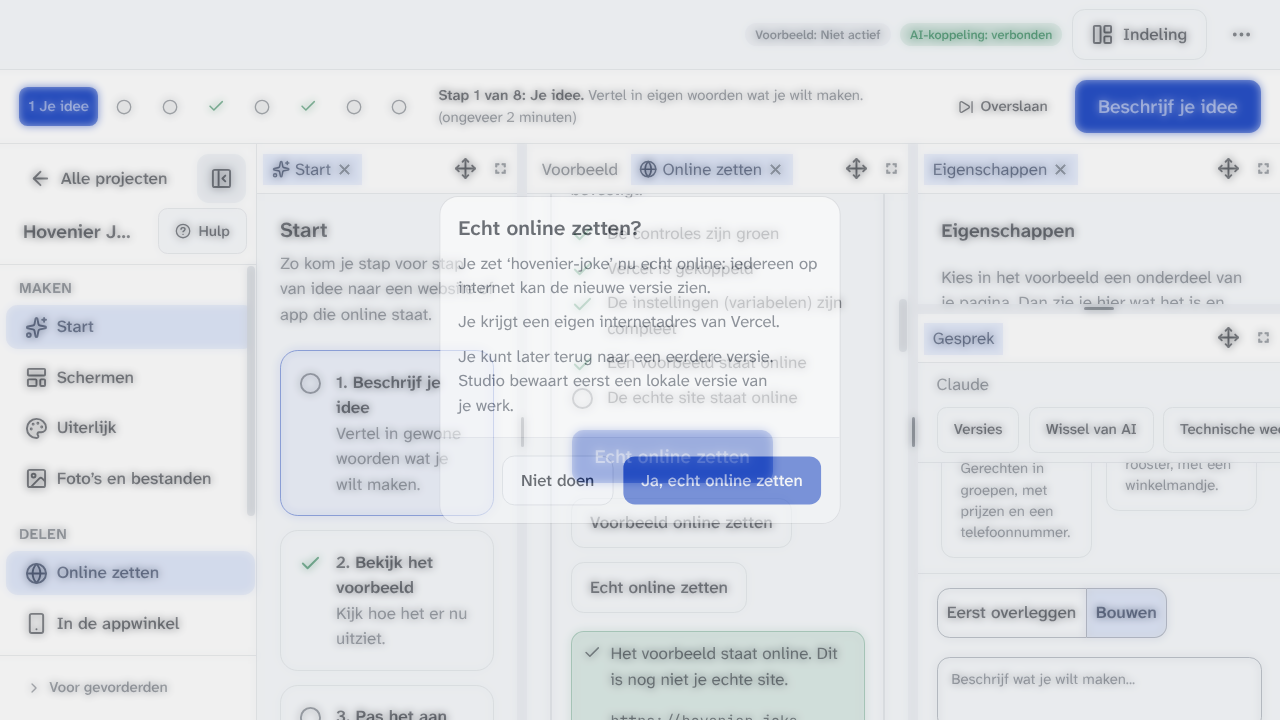 Voorbeeld: Niet actief
AI-koppeling: verbonden
Indeling
1 Je idee
Stap 1 van 8: Je idee. Vertel in eigen woorden wat je wilt maken.
(ongeveer 2 minuten)
Overslaan
Beschrijf je idee
Alle projecten
Hovenier J...
Hulp
MAKEN
Start
Schermen
Uiterlijk
Foto's en bestanden
DELEN
Online zetten
In de appwinkel
Voor gevorderden
Start
Start
Zo kom je stap voor stap
van idee naar een website of
app die online staat.
1. Beschrijf je
idee
Vertel in gewone
woorden wat je
wilt maken.
2. Bekijk het
voorbeeld
Kijk hoe het er nu
uitziet.
3. Pas het aan
Voorbeeld
Online zetten
De controles zijn groen
Vercel is gekoppeld
De instellingen (variabelen) zijn
compleet
Een voorbeeld staat online
De echte site staat online
Echt online zetten
Voorbeeld online zetten
Echt online zetten
Het voorbeeld staat online. Dit
is nog niet je echte site.
https://hovenier-joke-
Echt online zetten?
Je zet ‘hovenier-joke’ nu echt online; iedereen op
internet kan de nieuwe versie zien.
Je krijgt een eigen internetadres van Vercel.
Je kunt later terug naar een eerdere versie.
Studio bewaart eerst een lokale versie van
je werk.
Niet doen
Ja, echt online zetten
Eigenschappen
Eigenschappen
Kies in het voorbeeld een onderdeel van
je pagina. Dan zie je hier wat het is en
Gesprek
Claude
Versies
Wissel van AI
Technische
Gerechten in
groepen, met
prijzen en een
telefoonnummer.
rooster, met een
winkelmandje.
Eerst overleggen
Bouwen
Beschrijf wat je wilt maken...